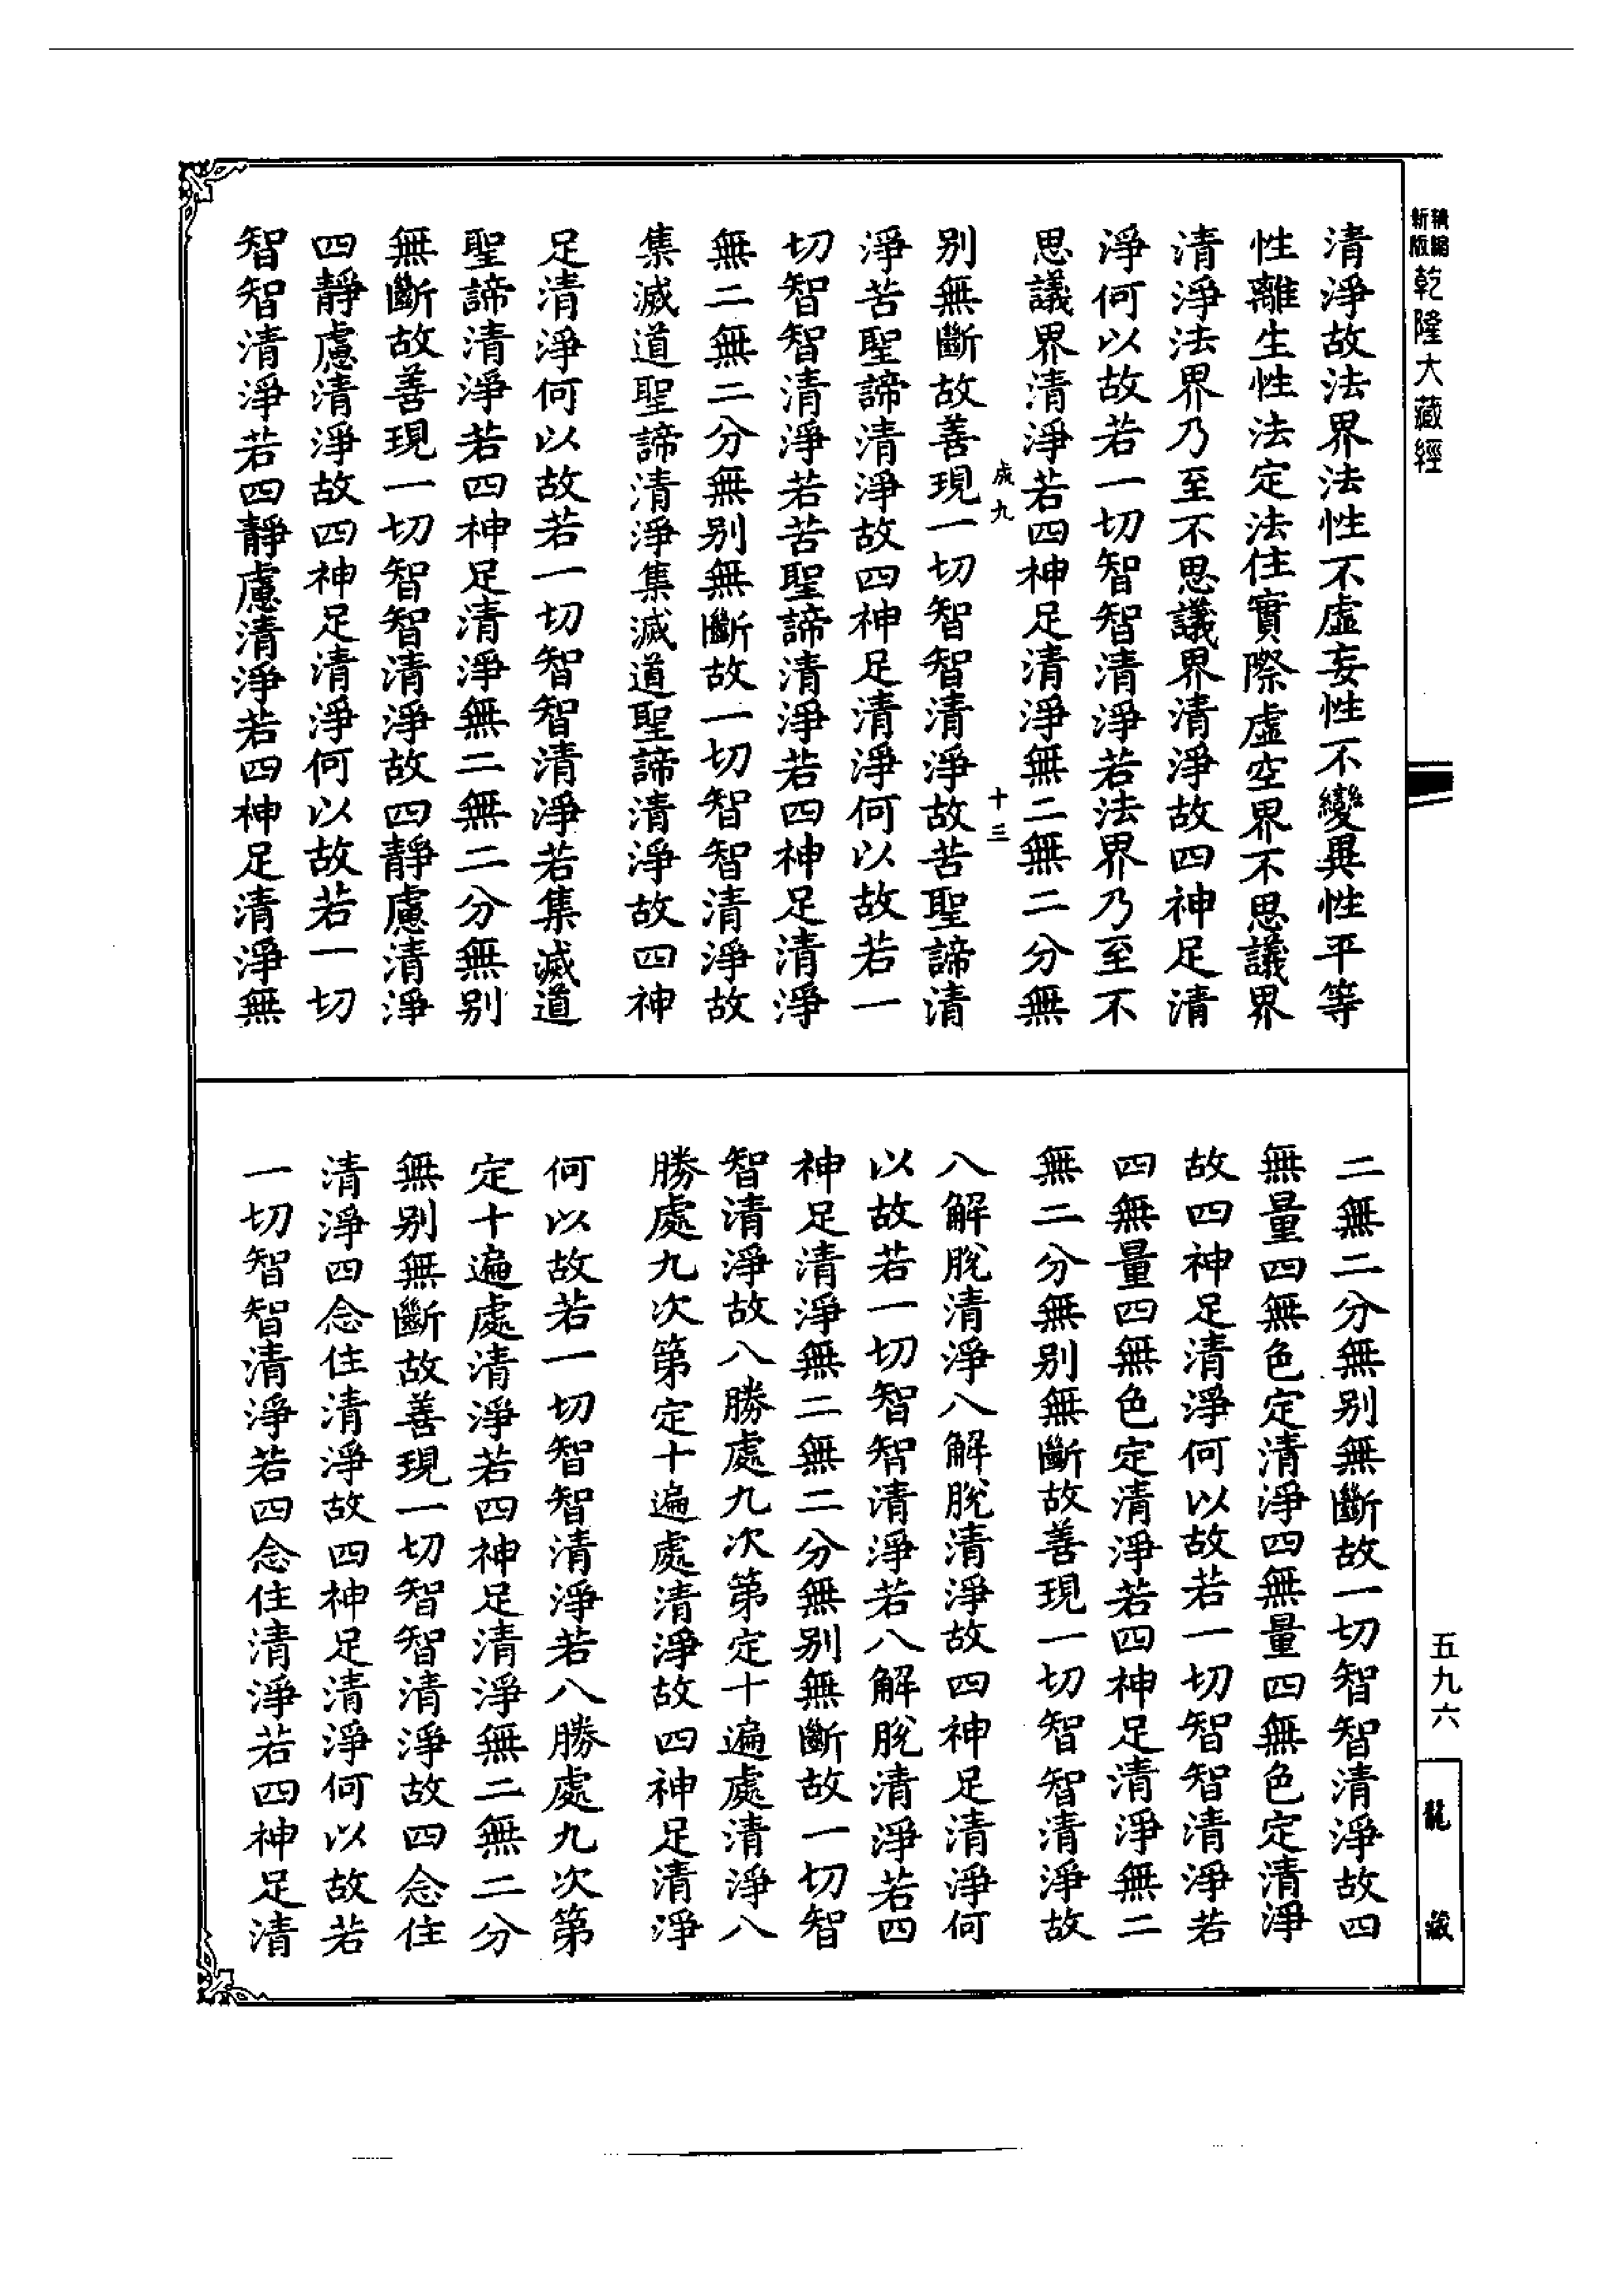 新編
縮版
乾隆大藏經
清淨故法界法性不虛妄性不變異性平等
性離生性法定法住實際虛空界不思議界
清淨法界乃至不思議界清淨故四神足清
淨何以故若一切智智清淨若法界乃至不
思議界清淨若四神足清淨無二無二分無
成九 十三
別無斷故善現一切智智清淨故苦聖諦清
淨苦聖諦清淨故四神足清淨何以故若一
切智智清淨若苦聖諦清淨若四神足清淨
無二無二分無別無斷故一切智智清淨故
集滅道聖諦清淨集滅道聖諦清淨故四神
足清淨何以故若一切智智清淨若集滅道
聖諦清淨若四神足清淨無二無二分無別
無斷故善現一切智智清淨故四靜慮清淨
四靜慮清淨故四神足清淨何以故若一切
智智清淨若四靜慮清淨若四神足清淨無
二無二分無別無斷故一切智智清淨故四
無量四無色定清淨四無量四無色定清淨
故四神足清淨何以故若一切智智清淨若
四無量四無色定清淨若四神足清淨無二
無二分無別無斷故善現一切智智清淨故
八解脫清淨八解脫清淨故四神足清淨何
以故若一切智智清淨若八解脫清淨若四
神足清淨無二無二分無別無斷故一切智
智清淨故八勝處九次第定十遍處清淨八
勝處九次第定十遍處清淨故四神足清淨
何以故若一切智智清淨若八勝處九次第
定十遍處清淨若四神足清淨無二無二分
無別無斷故善現一切智智清淨故四念住
清淨四念住清淨故四神足清淨何以故若
一切智智清淨若四念住清淨若四神足清
五九六
龍藏